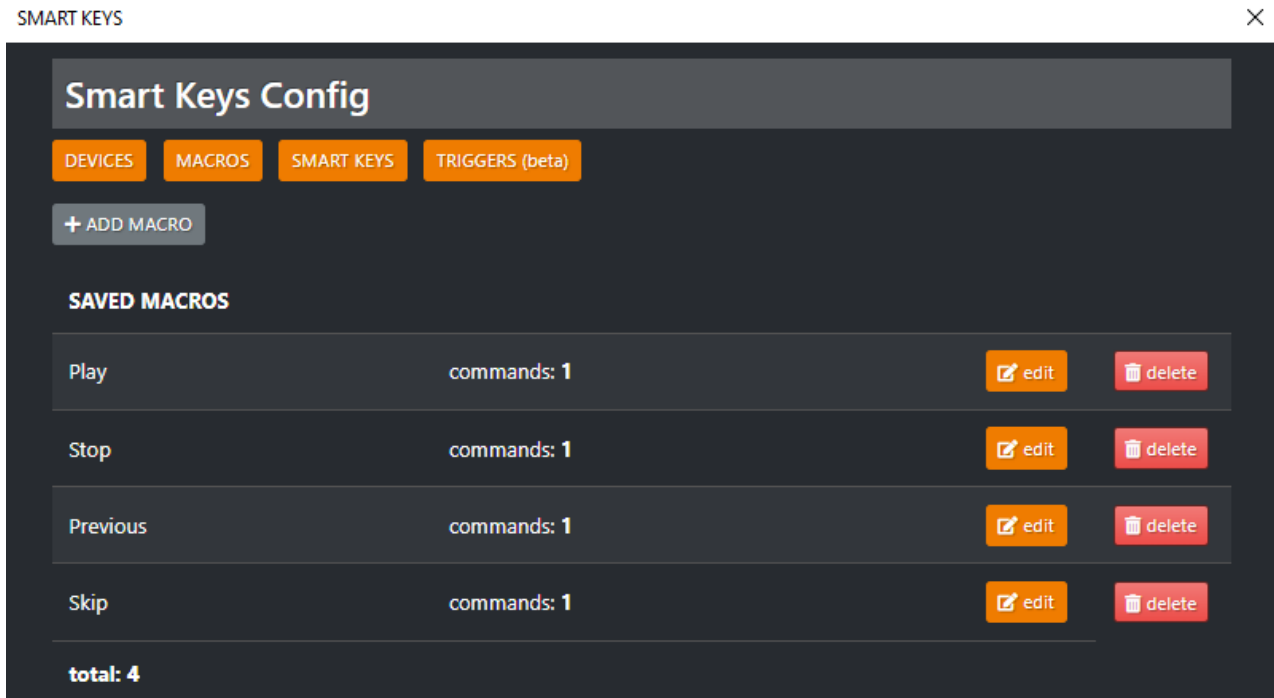 SMART KEYS
Smart Keys Config
DEVICES MACROS SMART KEYS TRIGGERS (beta)
+ ADD MACRO
SAVED MACROS
Play commands: 1 edit delete
Stop commands: 1 edit delete
Previous commands: 1 edit delete
Skip commands: 1 edit delete
total: 4